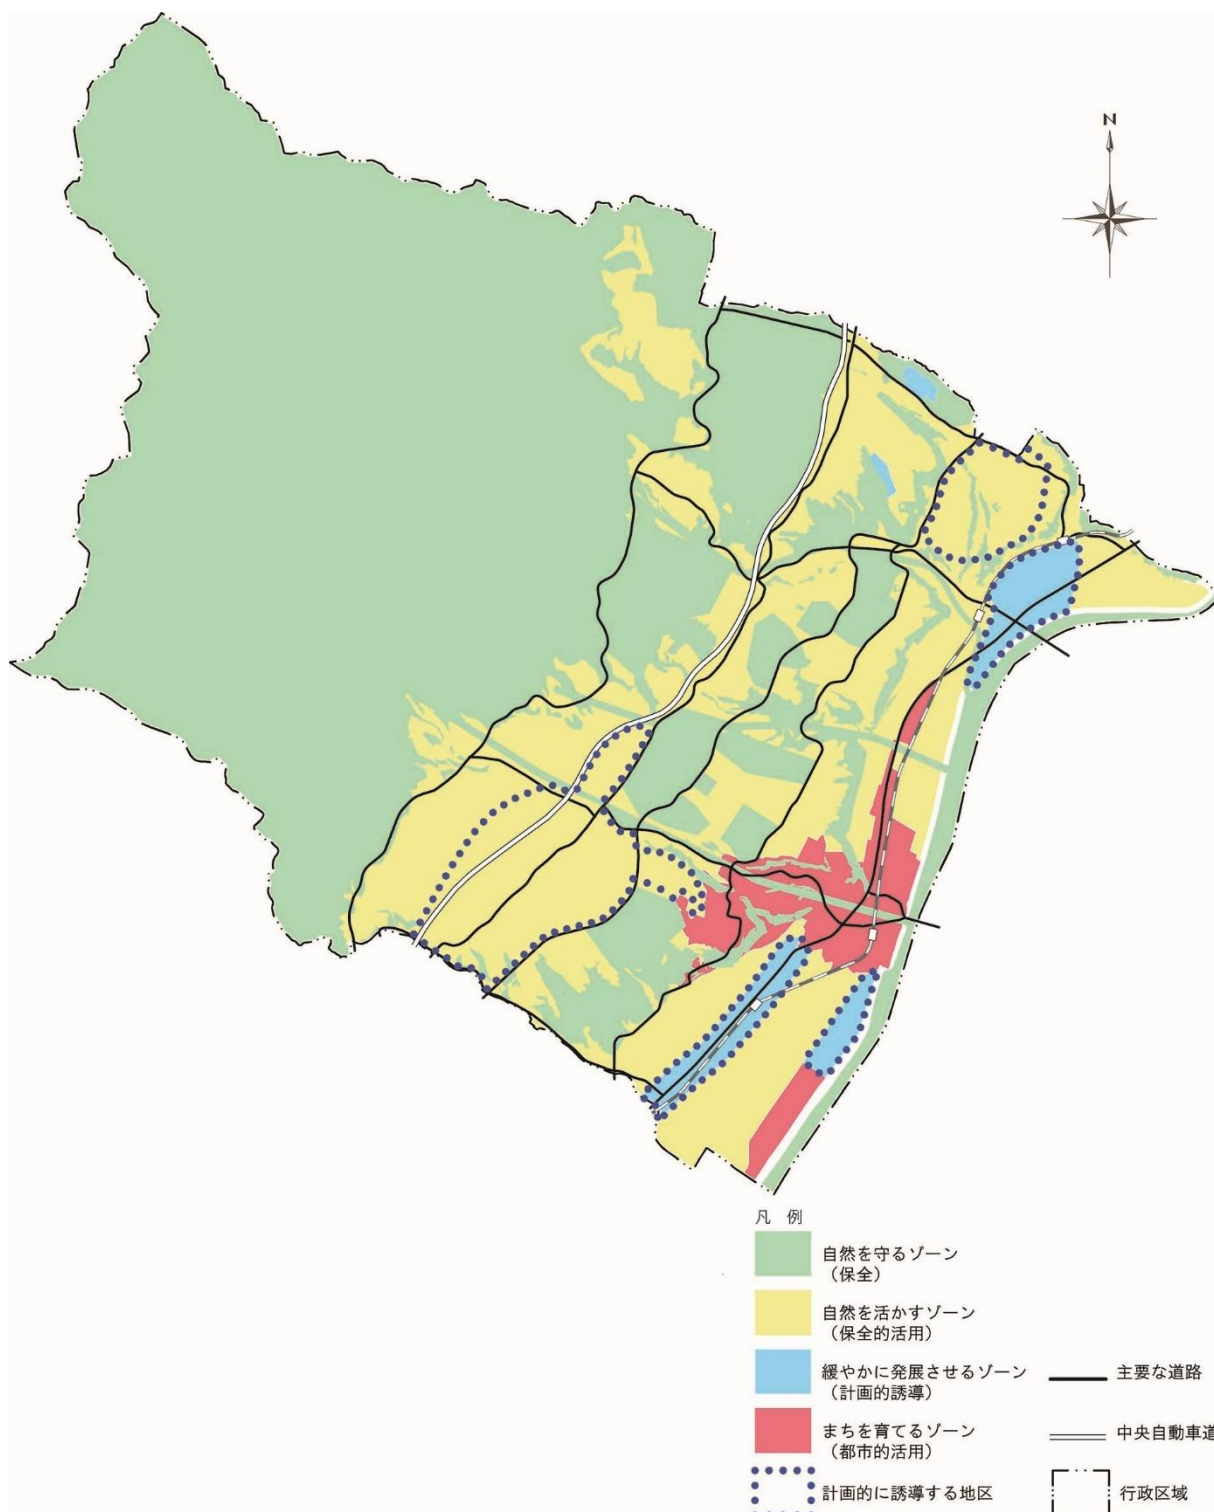 N
凡 例
自然を守るゾーン
(保全)
自然を活かすゾーン
(保全的活用)
緩やかに発展させるゾーン
(計画的誘導)
まちを育てるゾーン
(都市的活用)
計画的に誘導する地区
主要な道路
中央自動車道
行政区域